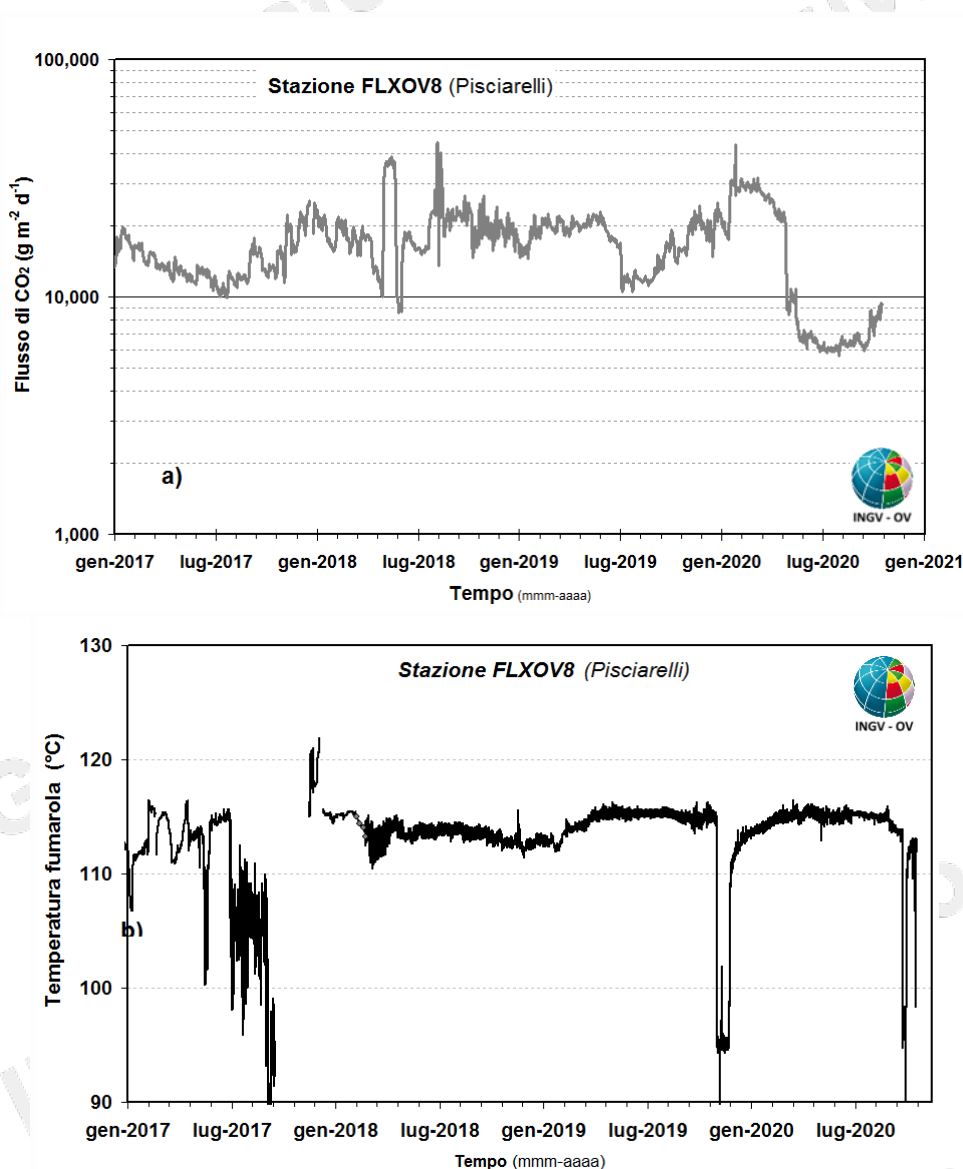 100,000
Stazione FLXOV8 (Pisciarelli)
Flusso di CO2 (g m-2 d-1)
10,000
a)
INGV - OV
1,000
gen-2017 lug-2017 gen-2018 lug-2018 gen-2019 lug-2019 gen-2020 lug-2020 gen-2021
Tempo (mmm-aaaa)
130
Stazione FLXOV8 (Pisciarelli)
INGV - OV
Temperatura fumarola (°C)
120
110
b)
100
90
gen-2017 lug-2017 gen-2018 lug-2018 gen-2019 lug-2019 gen-2020 lug-2020
Tempo (mmm-aaaa)